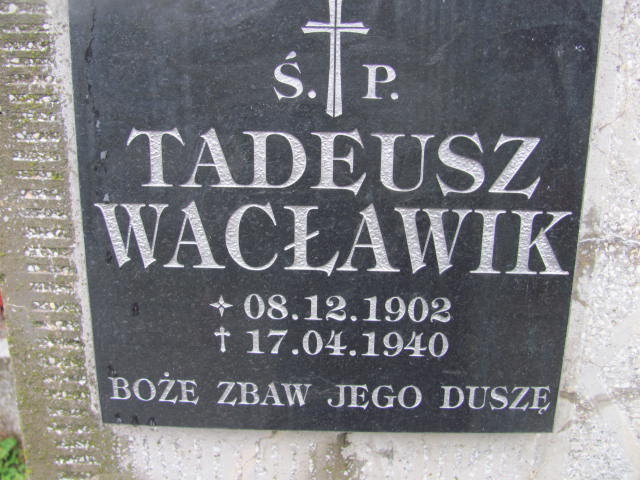 Ś. P.
TADEUSZ
WACŁAWIK
08.12.1902
17.04.1940
BOŻE ZBAW JEGO DUSZĘ